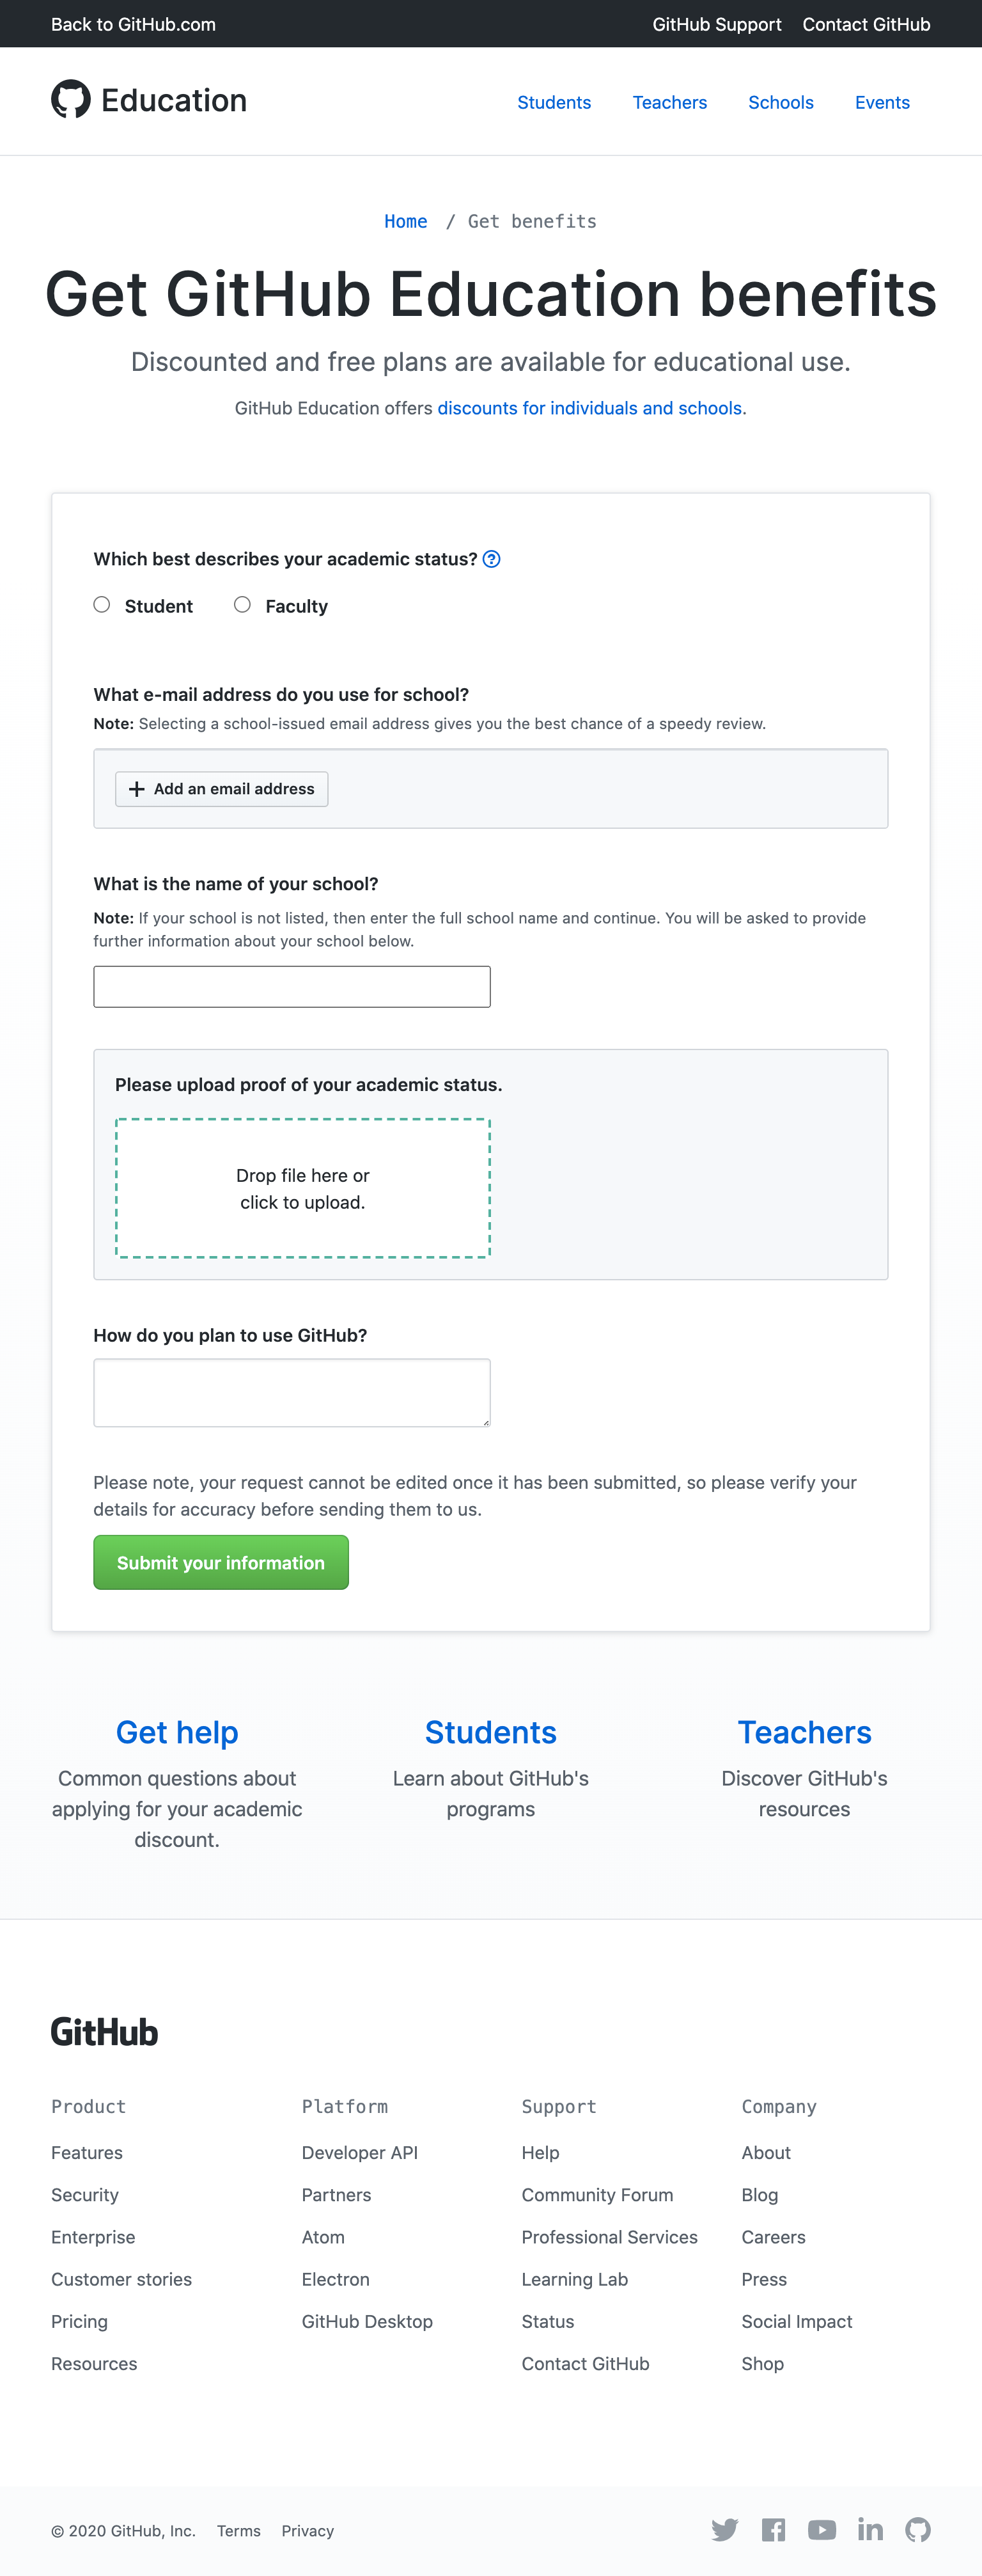 Back to GitHub.com GitHub Support Contact GitHub
Education Students Teachers Schools Events
Home / Get benefits
Get GitHub Education benefits
Discounted and free plans are available for educational use.
GitHub Education offers discounts for individuals and schools.
Which best describes your academic status?
Student Faculty
What e-mail address do you use for school?
Note: Selecting a school-issued email address gives you the best chance of a speedy review.
Add an email address
What is the name of your school?
Note: If your school is not listed, then enter the full school name and continue. You will be asked to provide
further information about your school below.
Please upload proof of your academic status.
Drop file here or
click to upload.
How do you plan to use GitHub?
Please note, your request cannot be edited once it has been submitted, so please verify your
details for accuracy before sending them to us.
Submit your information
Get help
Common questions about
applying for your academic
discount.
Students
Learn about GitHub's
programs
Teachers
Discover GitHub's
resources
GitHub
Product
Features
Security
Enterprise
Customer stories
Pricing
Resources
Platform
Developer API
Partners
Atom
Electron
GitHub Desktop
Support
Help
Community Forum
Professional Services
Learning Lab
Status
Contact GitHub
Company
About
Blog
Careers
Press
Social Impact
Shop
© 2020 GitHub, Inc. Terms Privacy